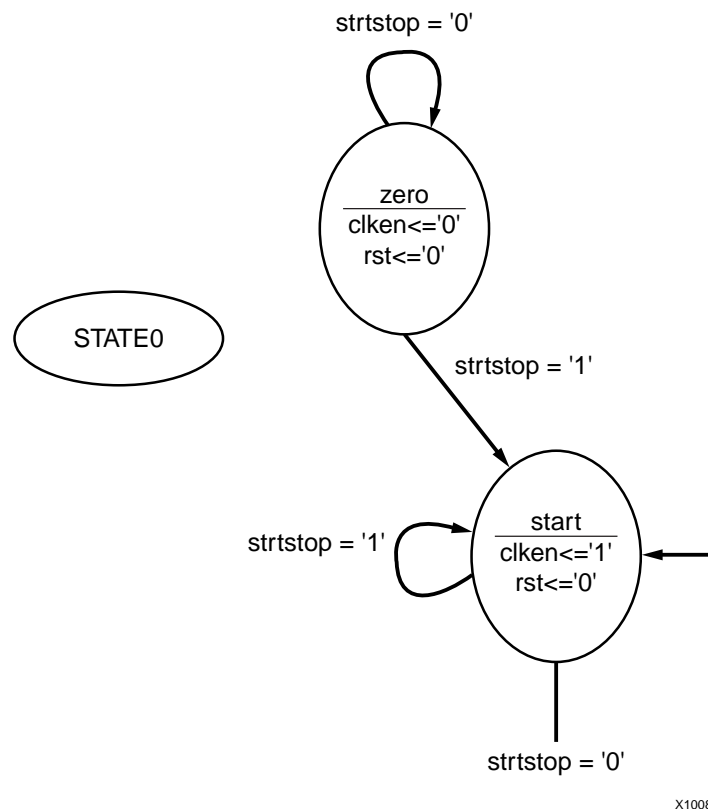 strtstop = '0'
zero
clken<='0'
rst<='0'
STATE0
strtstop = '1'
strtstop = '1'
start
clken<='1'
rst<='0'
strtstop = '0'
X1008